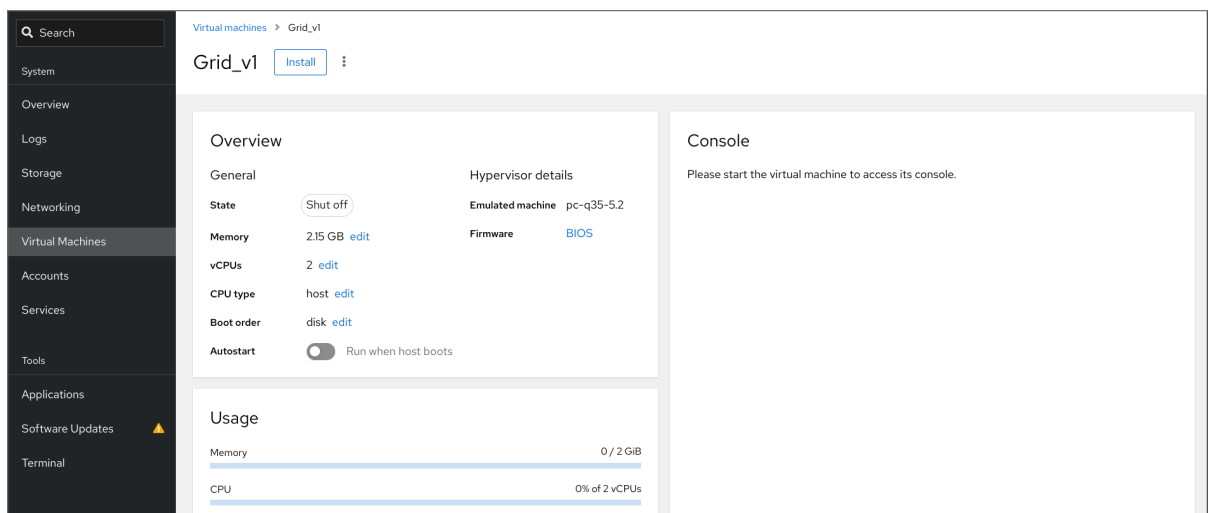 Search
System
Overview
Logs
Storage
Networking
Virtual Machines
Accounts
Services
Tools
Applications
Software Updates
Terminal
Virtual machines > Grid_v1
Grid_v1 Install
Overview
General
State Shut off
Memory 2.15 GB edit
vCPUs 2 edit
CPU type host edit
Boot order disk edit
Autostart Run when host boots
Hypervisor details
Emulated machine pc-q35-5.2
Firmware BIOS
Usage
Memory 0 / 2 GiB
CPU 0% of 2 vCPUs
Console
Please start the virtual machine to access its console.